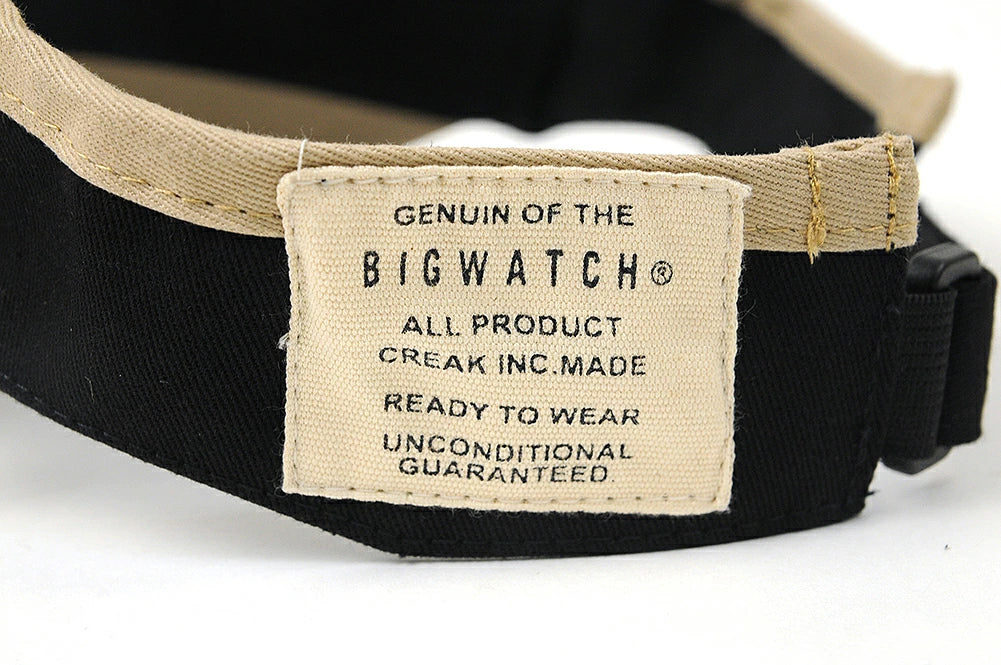 GENUIN OF THE
BIGWATCH®
ALL PRODUCT
CREAK INC.MADE
READY TO WEAR
UNCONDITIONAL
GUARANTEED.